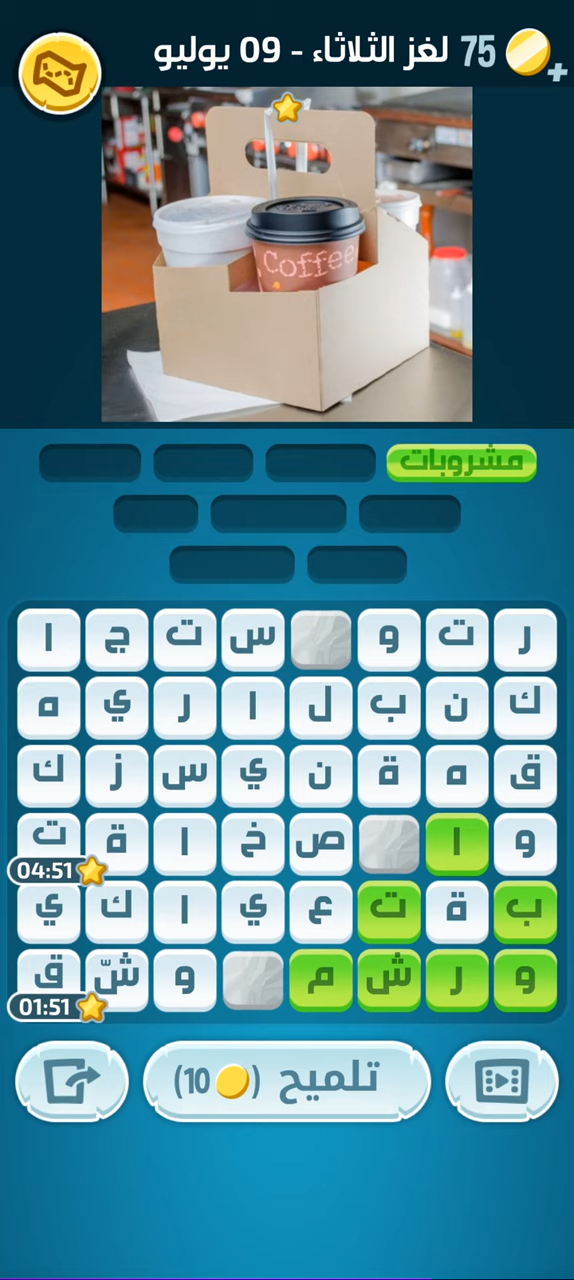 75 لغز الثلاثاء - 09 يوليو
Coffee
مشروبات
ر ت و س ت ج ا
ك ن ب ل ا ر ي ه
ق ه ة ن ي س ز ك
و ا ص خ ا ة ت
04:51
ب ة ت ع ي ا ك ي
و ر ش م و شّ ق
01:51
تلميح (10)